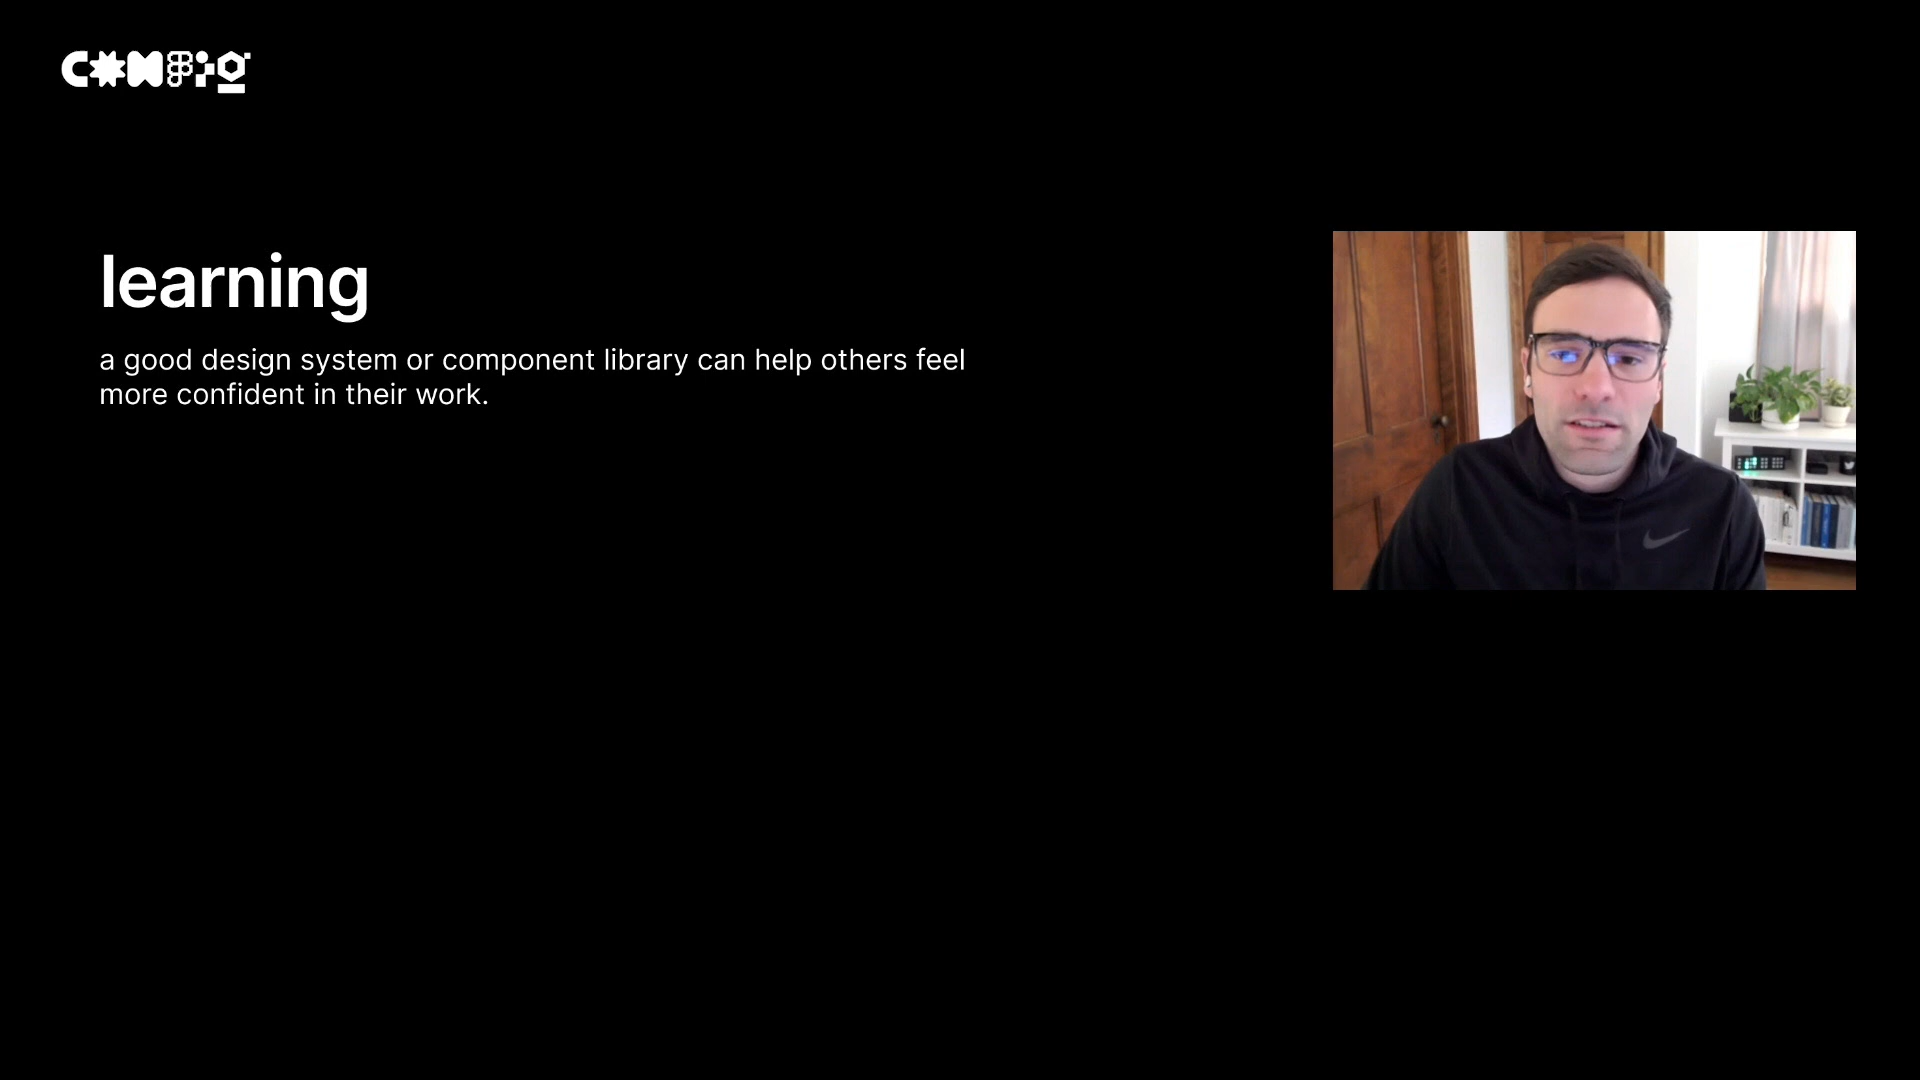 CONFIG
learning
a good design system or component library can help others feel
more confident in their work.